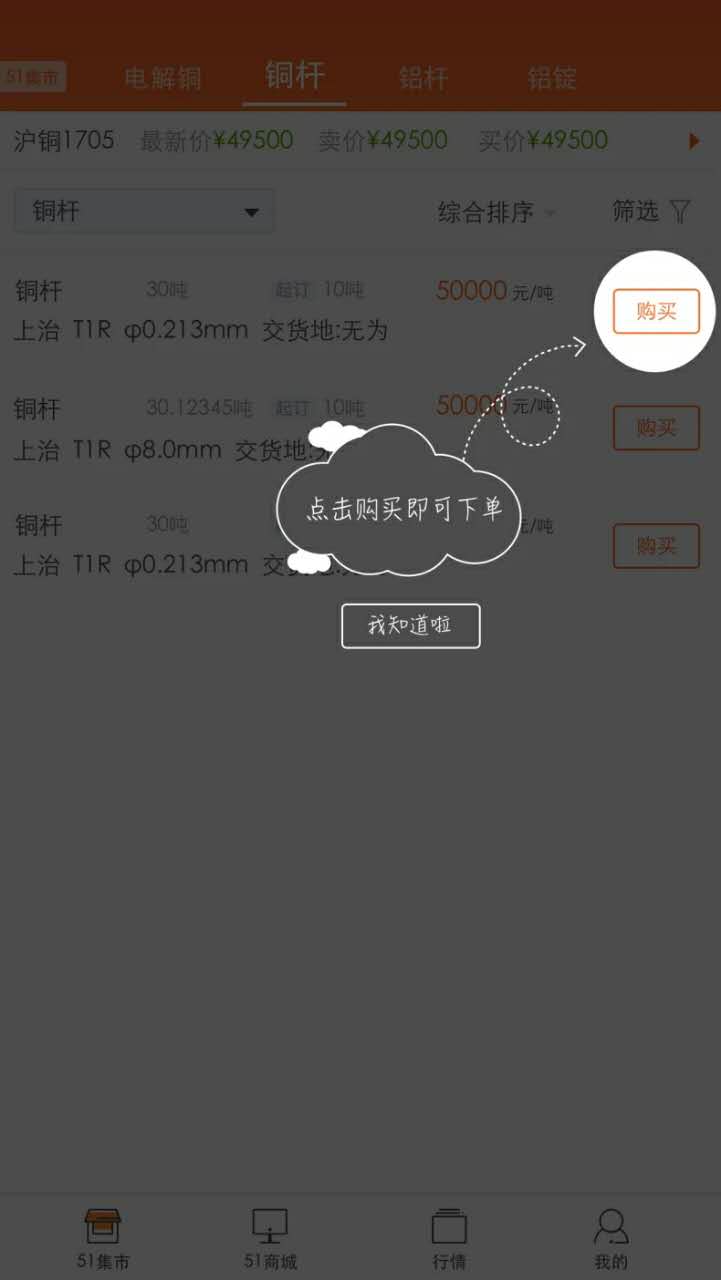 51集市 电解铜 铜杆 铝杆 铝锭
沪铜1705 最新价¥49500 卖价¥49500 买价¥49500
铜杆 综合排序 筛选
铜杆 30吨 起订 10吨 50000 元/吨 购买
上治 T1R φ0.213mm 交货地:无为
铜杆 30.12345吨 起订 10吨 50000 元/吨 购买
上治 T1R φ8.0mm 交货地:
点击购买即可下单
铜杆 30吨 元/吨 购买
上治 T1R φ0.213mm 交货地:
我知道啦
51集市 51商城 行情 我的